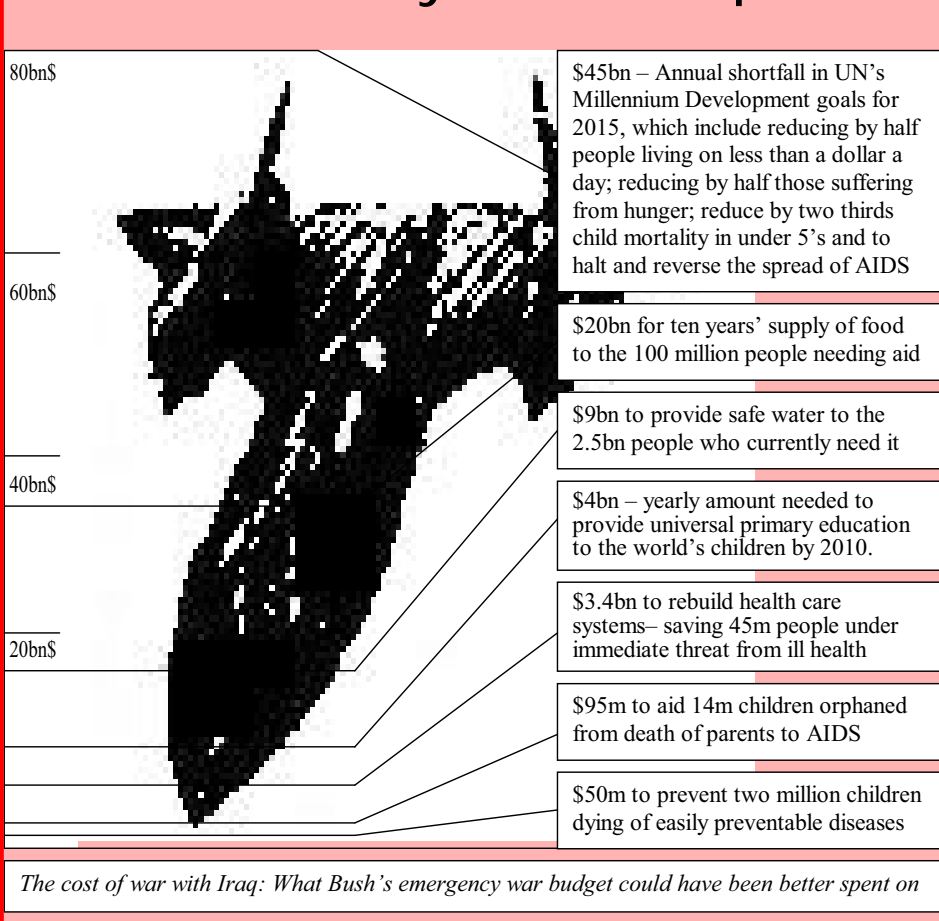 80bn$
60bn$
40bn$
20bn$
$45bn – Annual shortfall in UN’s
Millennium Development goals for
2015, which include reducing by half
people living on less than a dollar a
day; reducing by half those suffering
from hunger; reduce by two thirds
child mortality in under 5’s and to
halt and reverse the spread of AIDS
$20bn for ten years’ supply of food
to the 100 million people needing aid
$9bn to provide safe water to the
2.5bn people who currently need it
$4bn – yearly amount needed to
provide universal primary education
to the world’s children by 2010.
$3.4bn to rebuild health care
systems– saving 45m people under
immediate threat from ill health
$95m to aid 14m children orphaned
from death of parents to AIDS
$50m to prevent two million children
dying of easily preventable diseases
The cost of war with Iraq: What Bush’s emergency war budget could have been better spent on